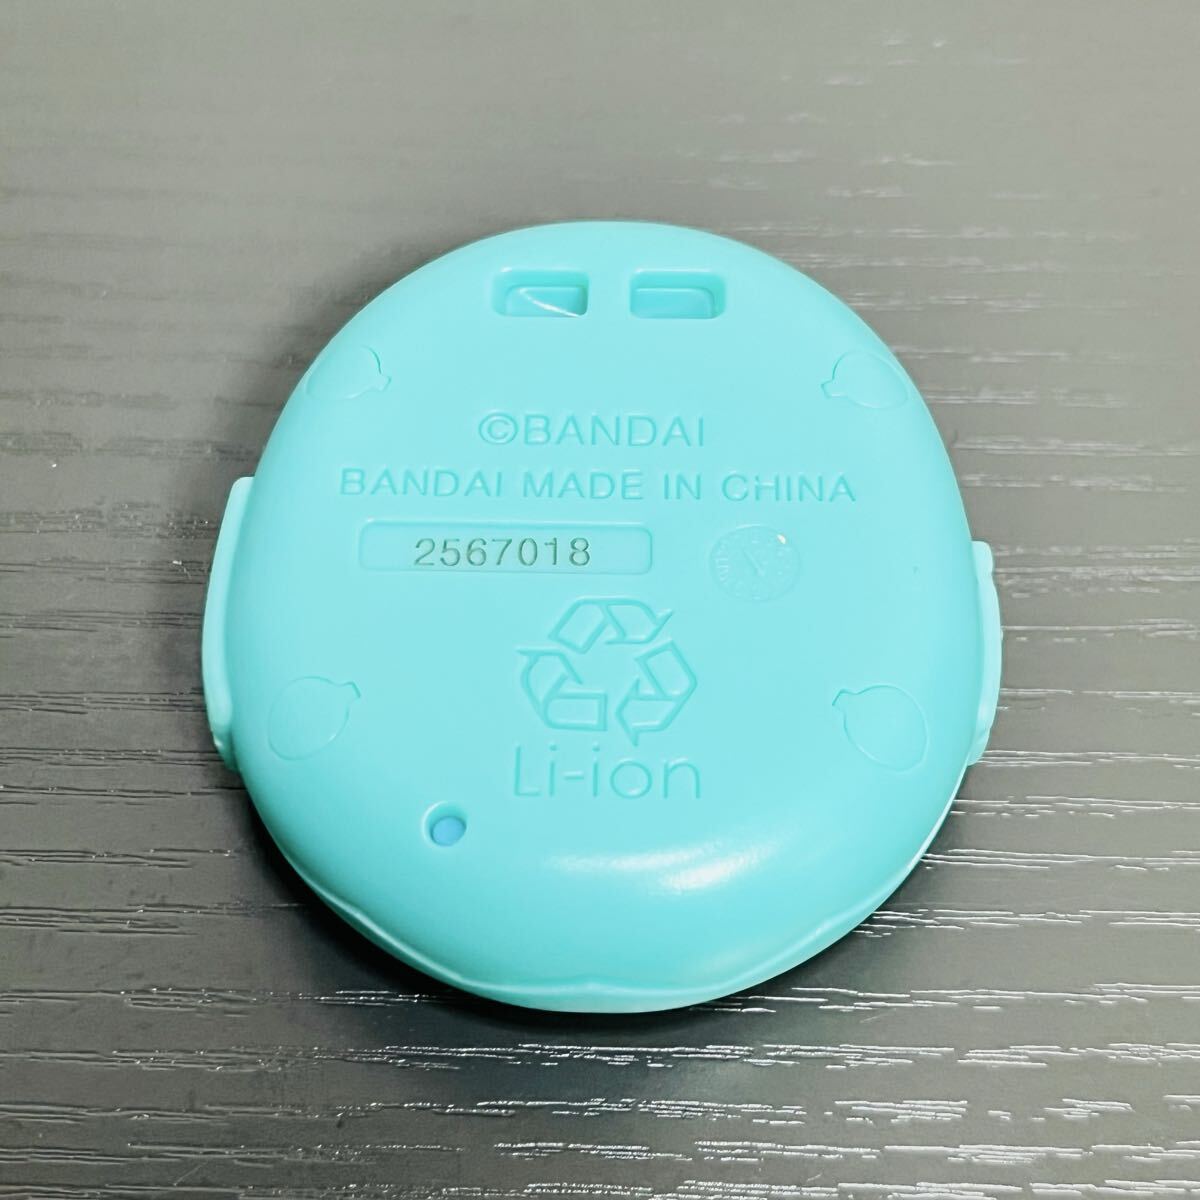 ©BANDAI
BANDAI MADE IN CHINA
2567018
Li-ion